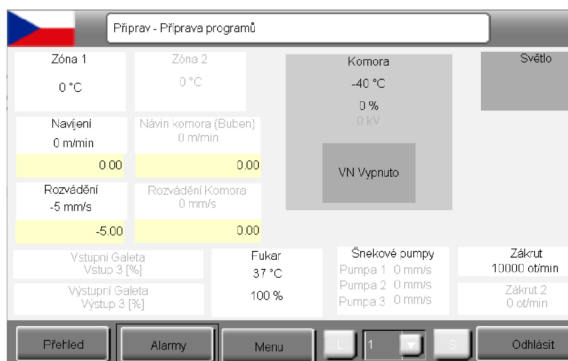 Připrav - Příprava programů
Zóna 1
0 °C
Zóna 2
0 °C
Komora
-40 °C
0 %
0 kV
VN Vypnuto
Světlo
Navíjení
0 m/min
0.00
Návin komora (Buben)
0 m/min
0.00
Rozvádění
-5 mm/s
-5.00
Rozvádění Komora
0 mm/s
0.00
Vstupní Galeta
Vstup 3 [%]
Výstupní Galeta
Výstup 3 [%]
Fukar
37 °C
100 %
Šnekové pumpy
Pumpa 1 0 mm/s
Pumpa 2 0 mm/s
Pumpa 3 0 mm/s
Zákrut
10000 ot/min
Zákrut 2
0 ot/min
Přehled
Alarmy
Menu
L
1
S
Odhlásit